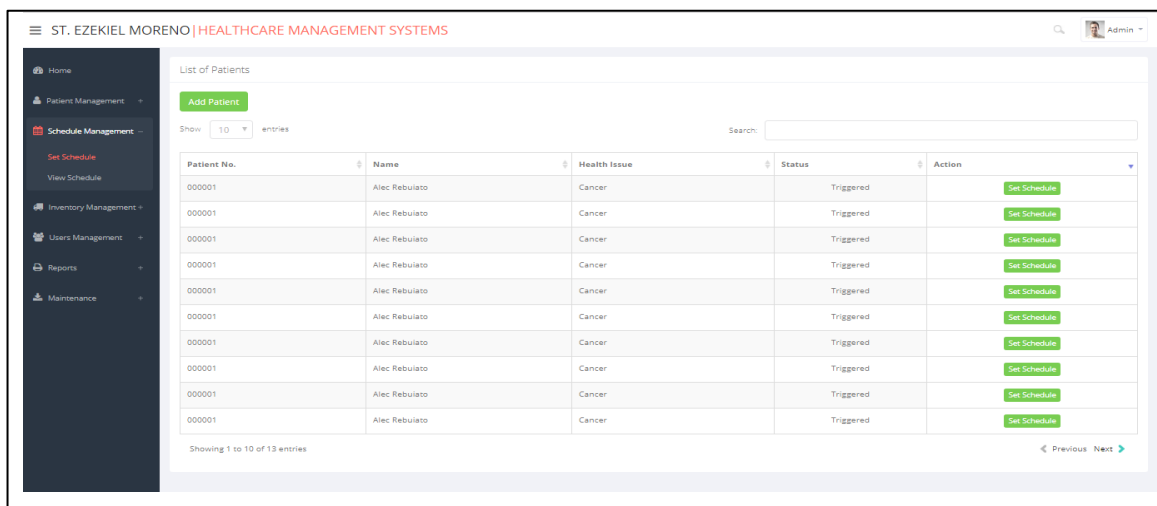 ST. EZEKIEL MORENO|HEALTHCARE MANAGEMENT SYSTEMS
Admin
Home
Patient Management +
Schedule Management –
Set Schedule
View Schedule
Inventory Management +
Users Management +
Reports +
Maintenance +
List of Patients
Add Patient
Show 10 entries Search:
Patient No. Name Health Issue Status Action
000001 Alec Rebuiato Cancer Triggered Set Schedule
000001 Alec Rebuiato Cancer Triggered Set Schedule
000001 Alec Rebuiato Cancer Triggered Set Schedule
000001 Alec Rebuiato Cancer Triggered Set Schedule
000001 Alec Rebuiato Cancer Triggered Set Schedule
000001 Alec Rebuiato Cancer Triggered Set Schedule
000001 Alec Rebuiato Cancer Triggered Set Schedule
000001 Alec Rebuiato Cancer Triggered Set Schedule
000001 Alec Rebuiato Cancer Triggered Set Schedule
000001 Alec Rebuiato Cancer Triggered Set Schedule
Showing 1 to 10 of 13 entries Previous Next